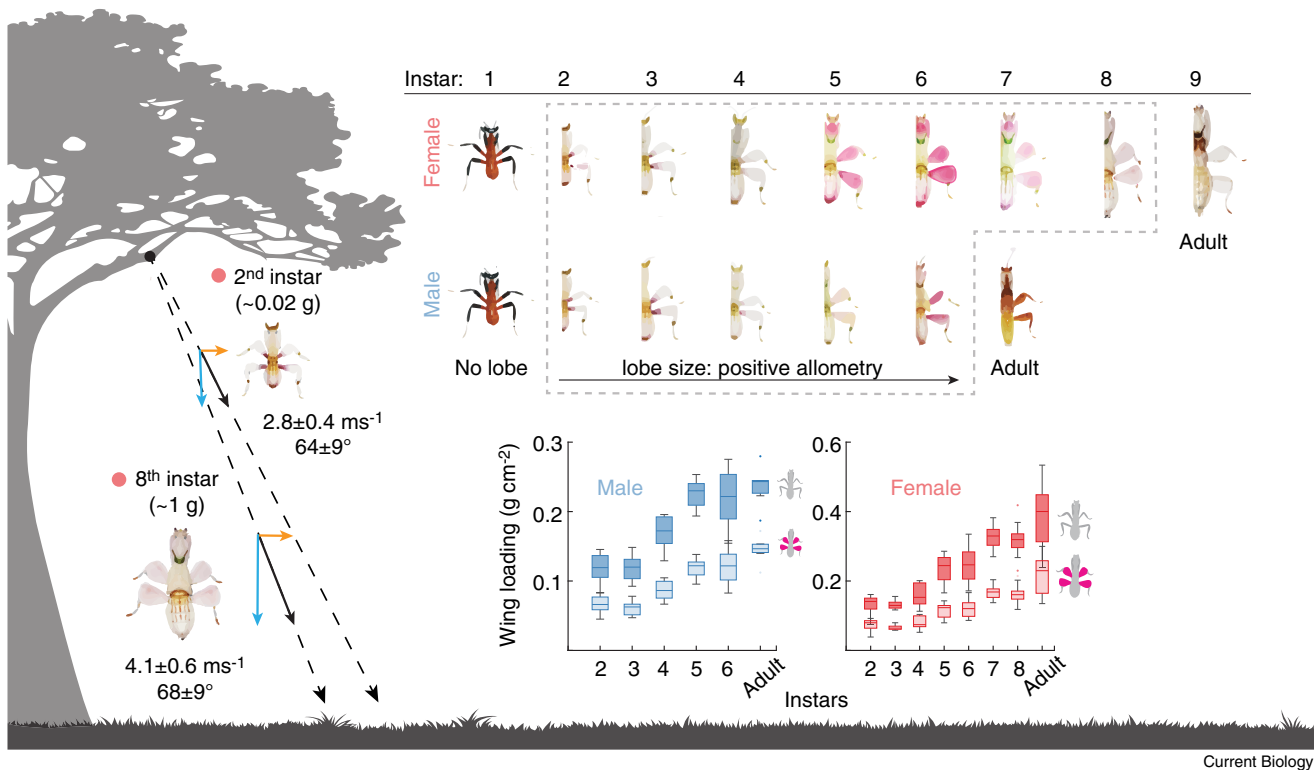 Instar: 1 2 3 4 5 6 7 8 9
Female
Adult
Male
No lobe
lobe size: positive allometry
Adult
2nd instar
(~0.02 g)
2.8±0.4 ms-1
64±9°
8th instar
(~1 g)
4.1±0.6 ms-1
68±9°
Wing loading (g cm-2)
0.3
0.2
0.1
Male
2 3 4 5 6 Adult
0.6
0.4
0.2
Female
2 3 4 5 6 7 8 Adult
Instars
Current Biology